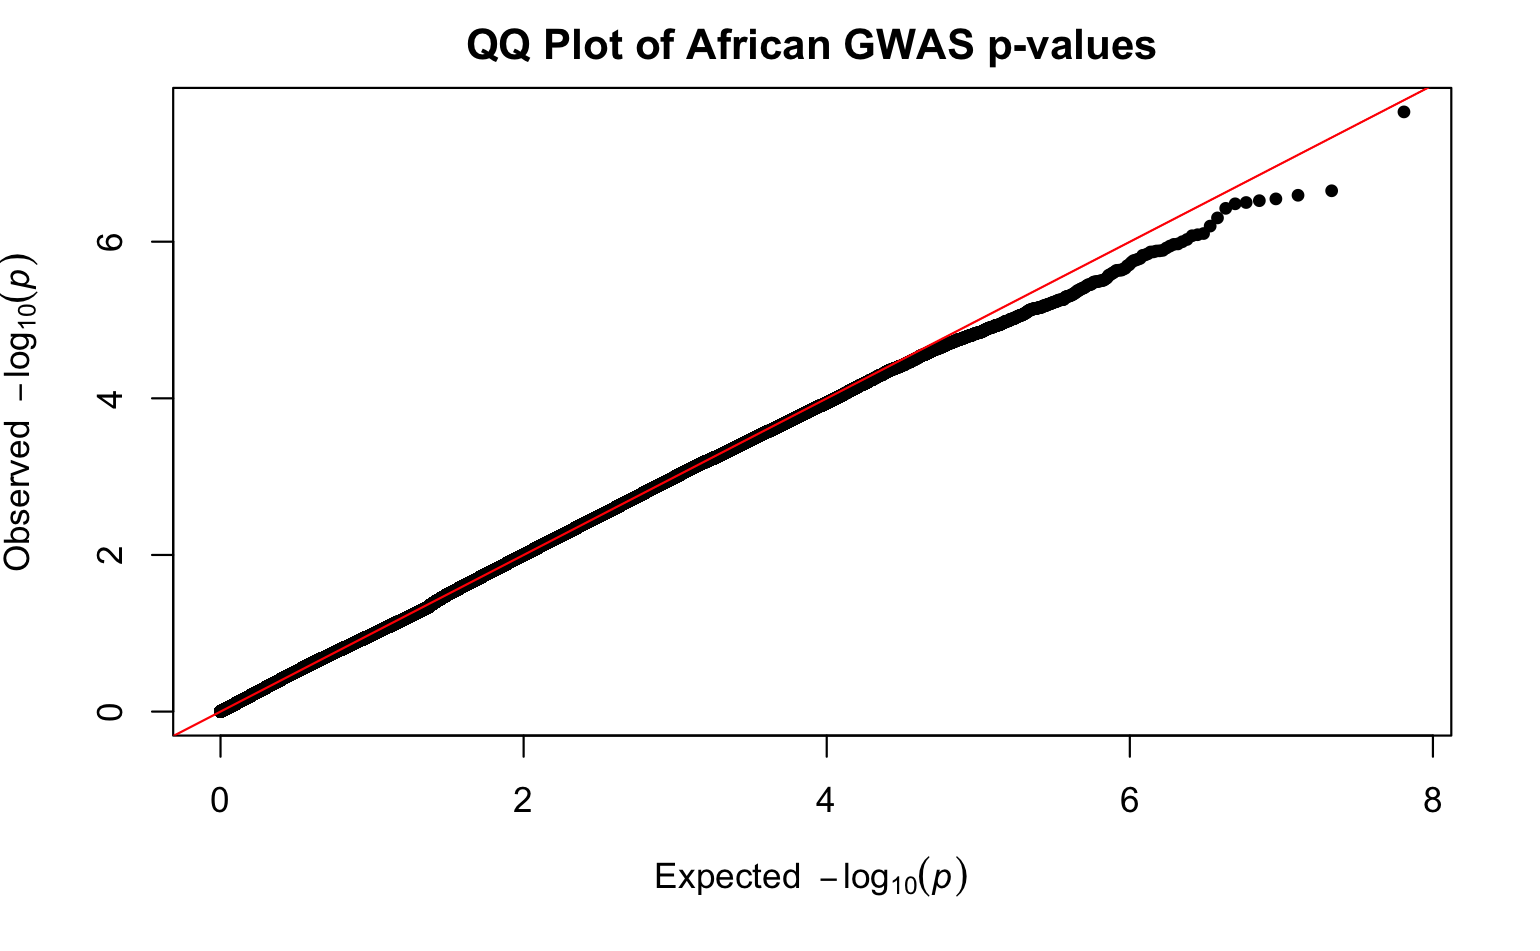 QQ Plot of African GWAS p-values
Observed −log10(p)
6
4
2
0
0 2 4 6 8
Expected −log10(p)